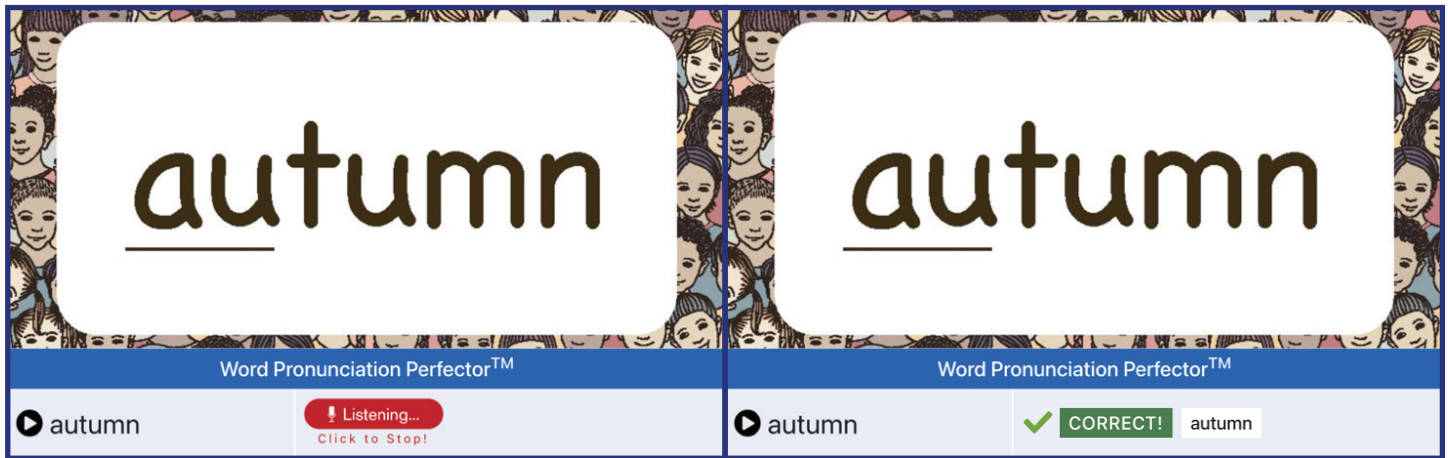 autumn
Word Pronunciation Perfector™
autumn
Listening...
Click to Stop!
autumn
Word Pronunciation Perfector™
autumn
CORRECT! autumn